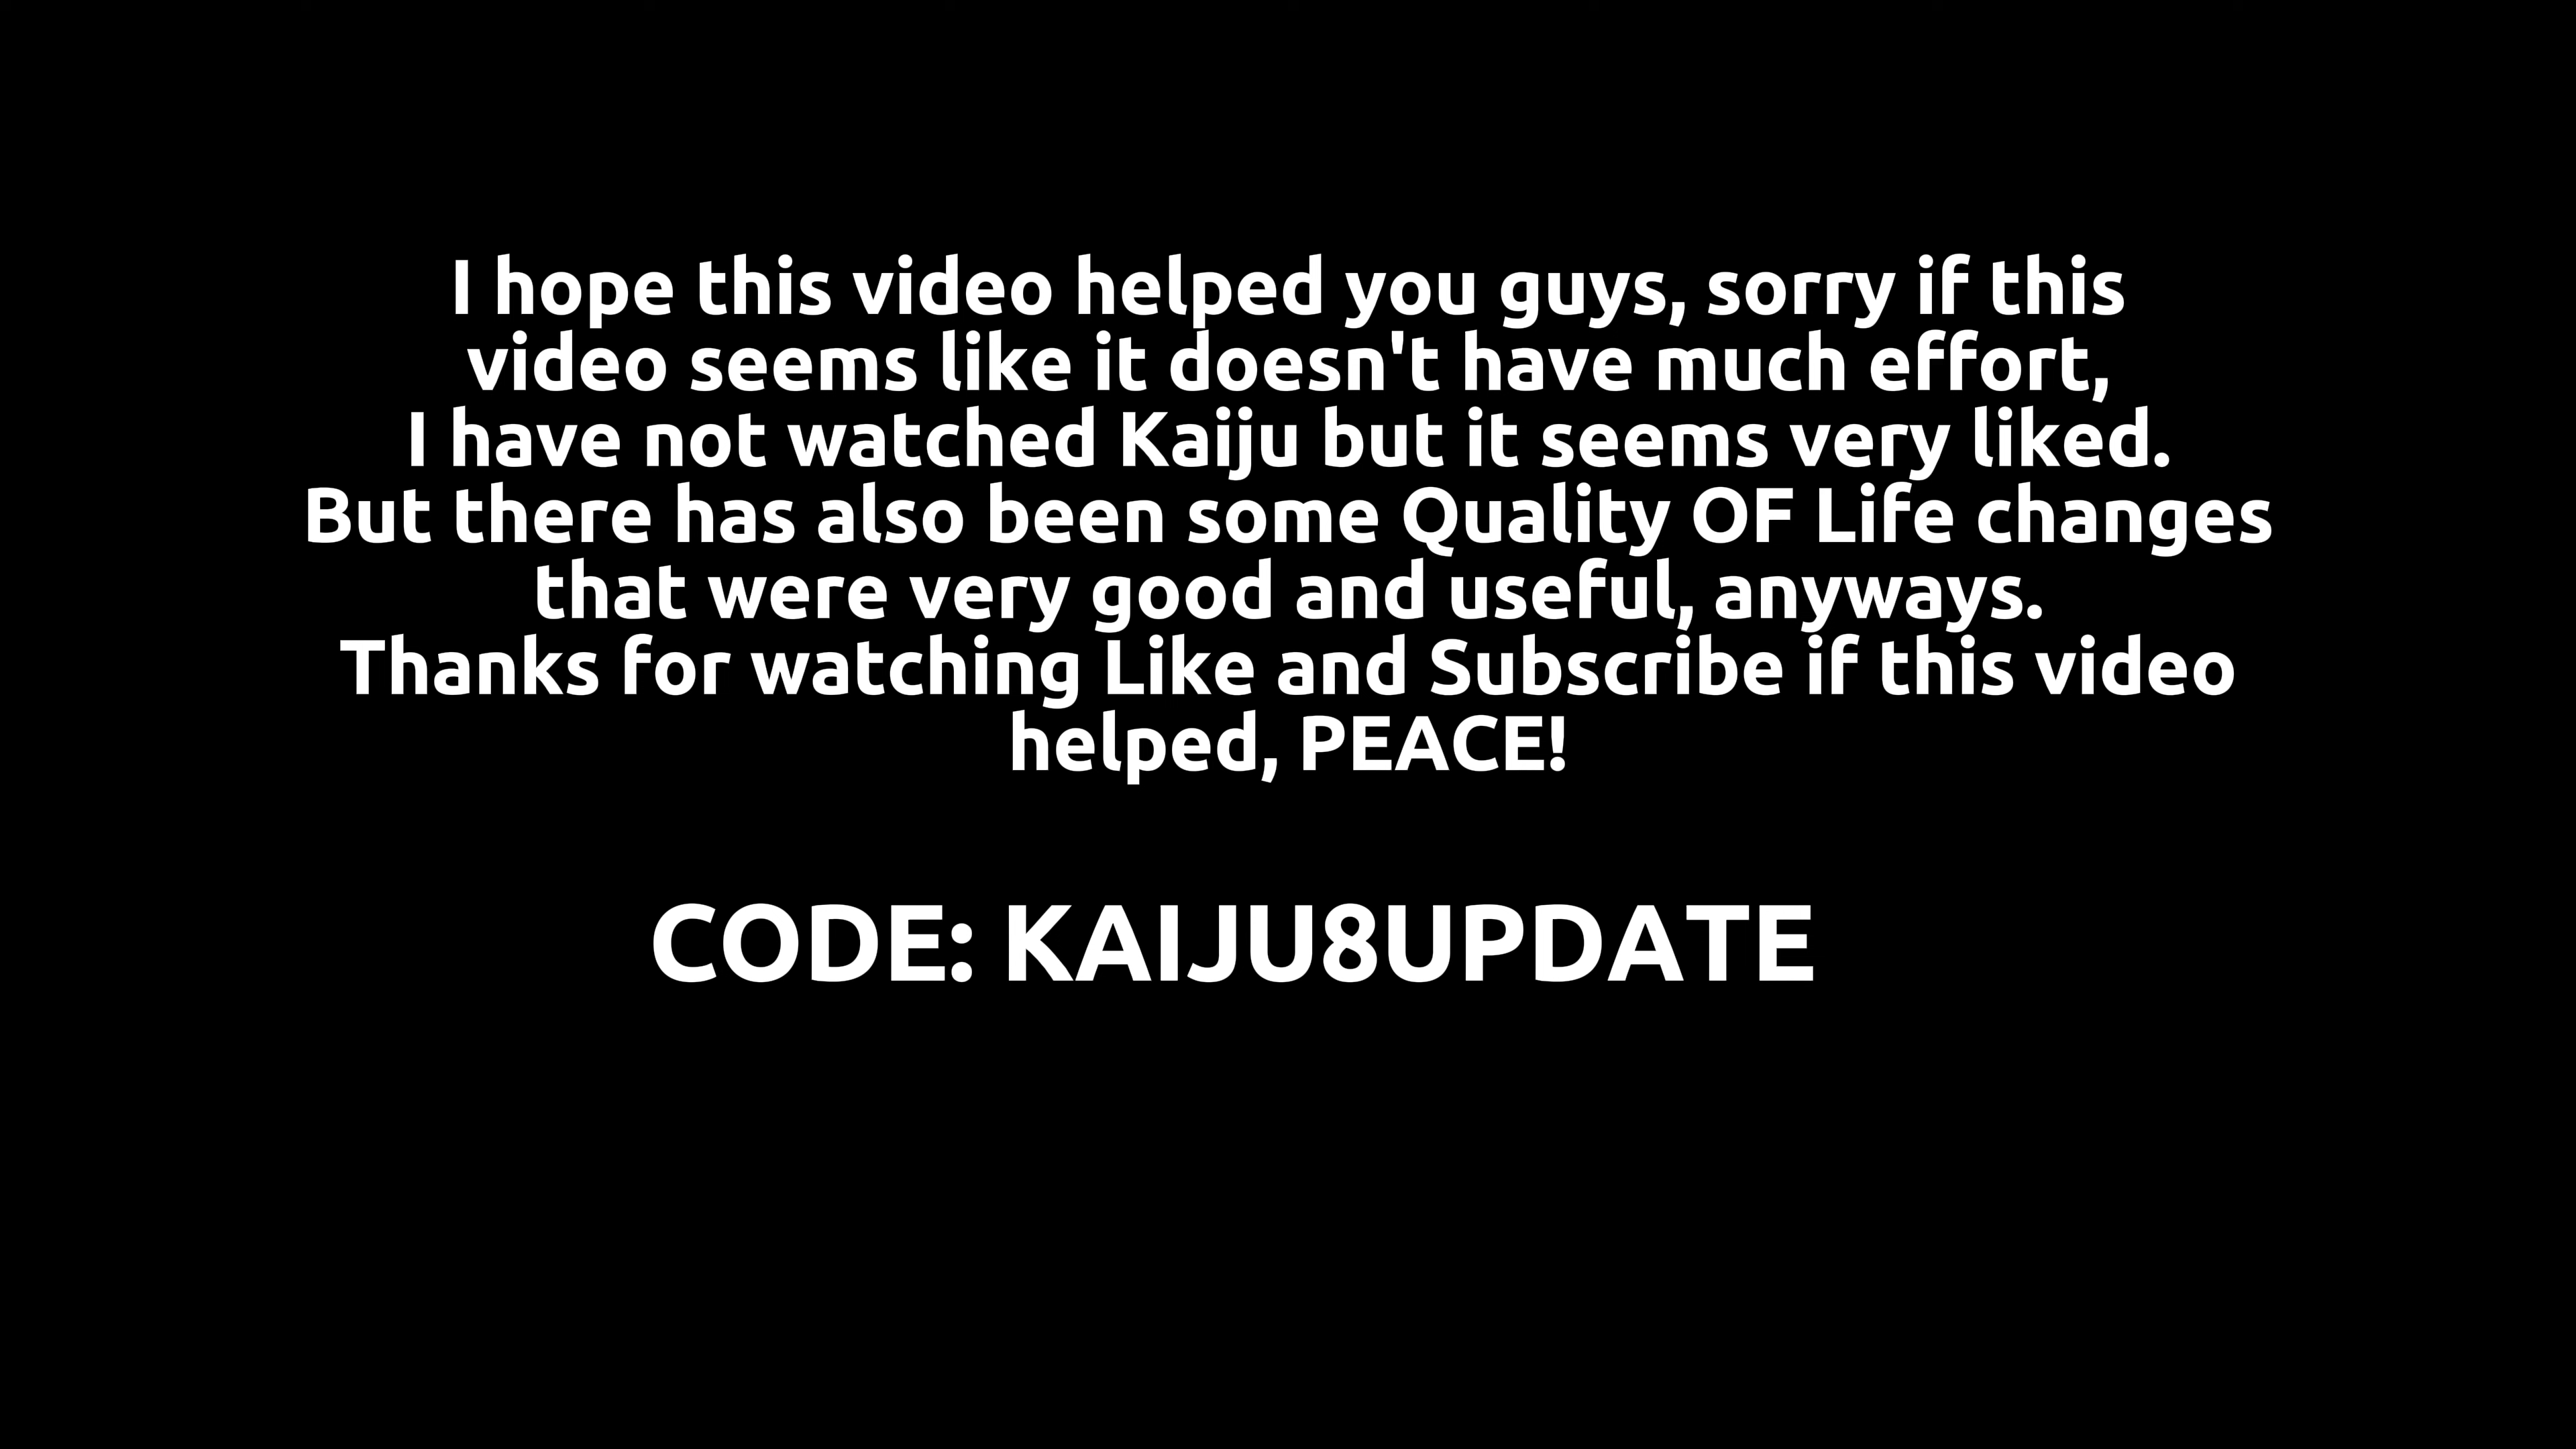 I hope this video helped you guys, sorry if this
video seems like it doesn't have much effort,
I have not watched Kaiju but it seems very liked.
But there has also been some Quality OF Life changes
that were very good and useful, anyways.
Thanks for watching Like and Subscribe if this video
helped, PEACE!
CODE: KAIJU8UPDATE